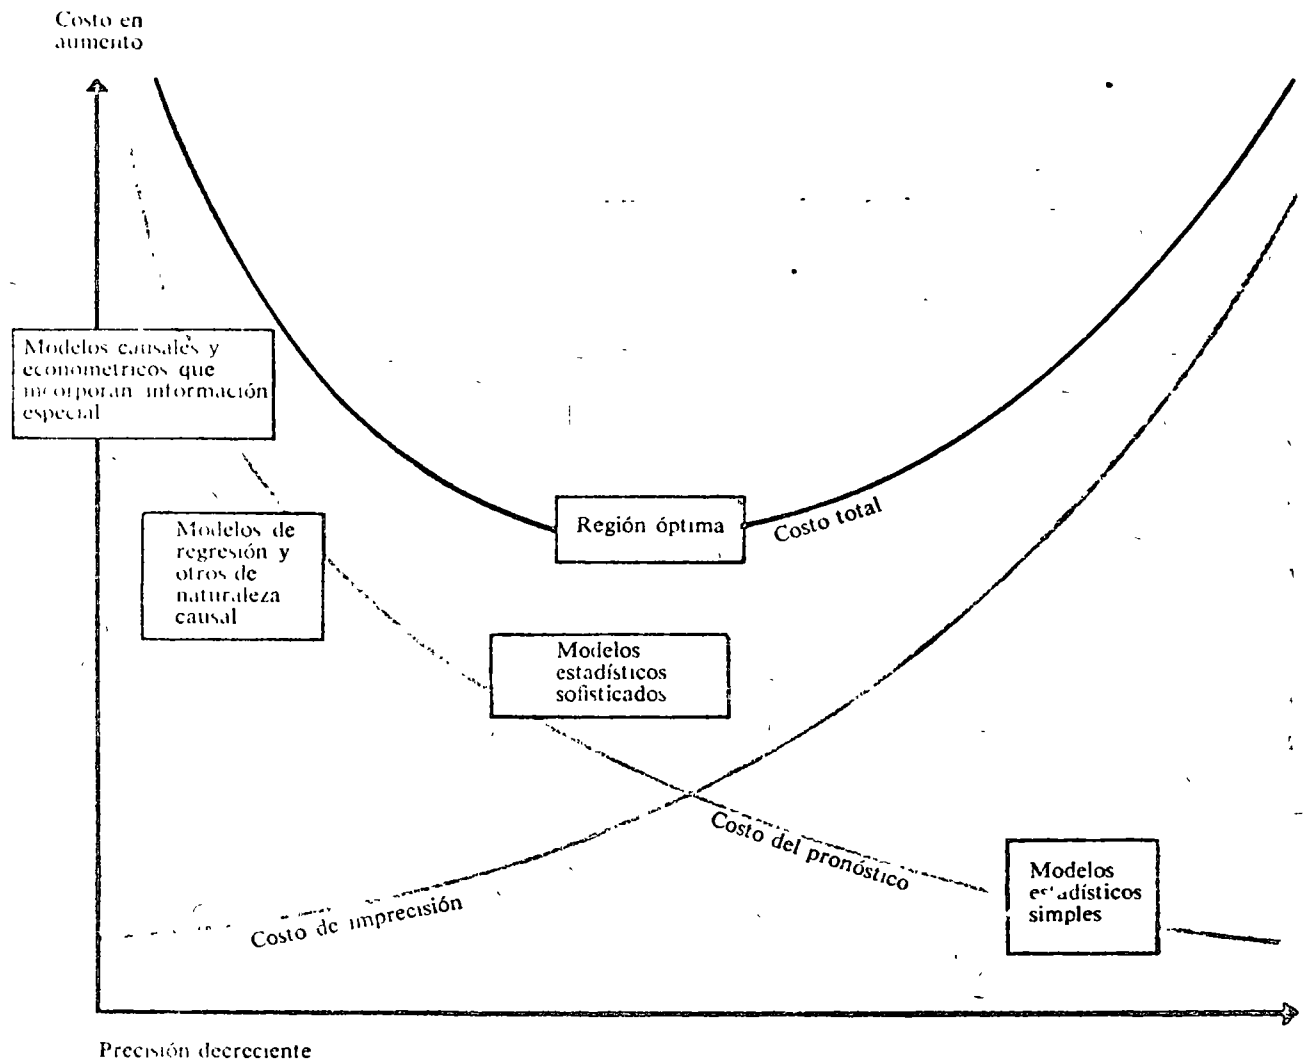 Costo en
aumento
Modelos causales y
econometricos que
incorporan información
especial
Región óptima
Costo total
Modelos de
regresión y
otros de
naturaleza
causal
Modelos
estadísticos
sofisticados
Costo del pronóstico
Modelos
estadísticos
simples
Costo de imprecisión
Precisión decreciente